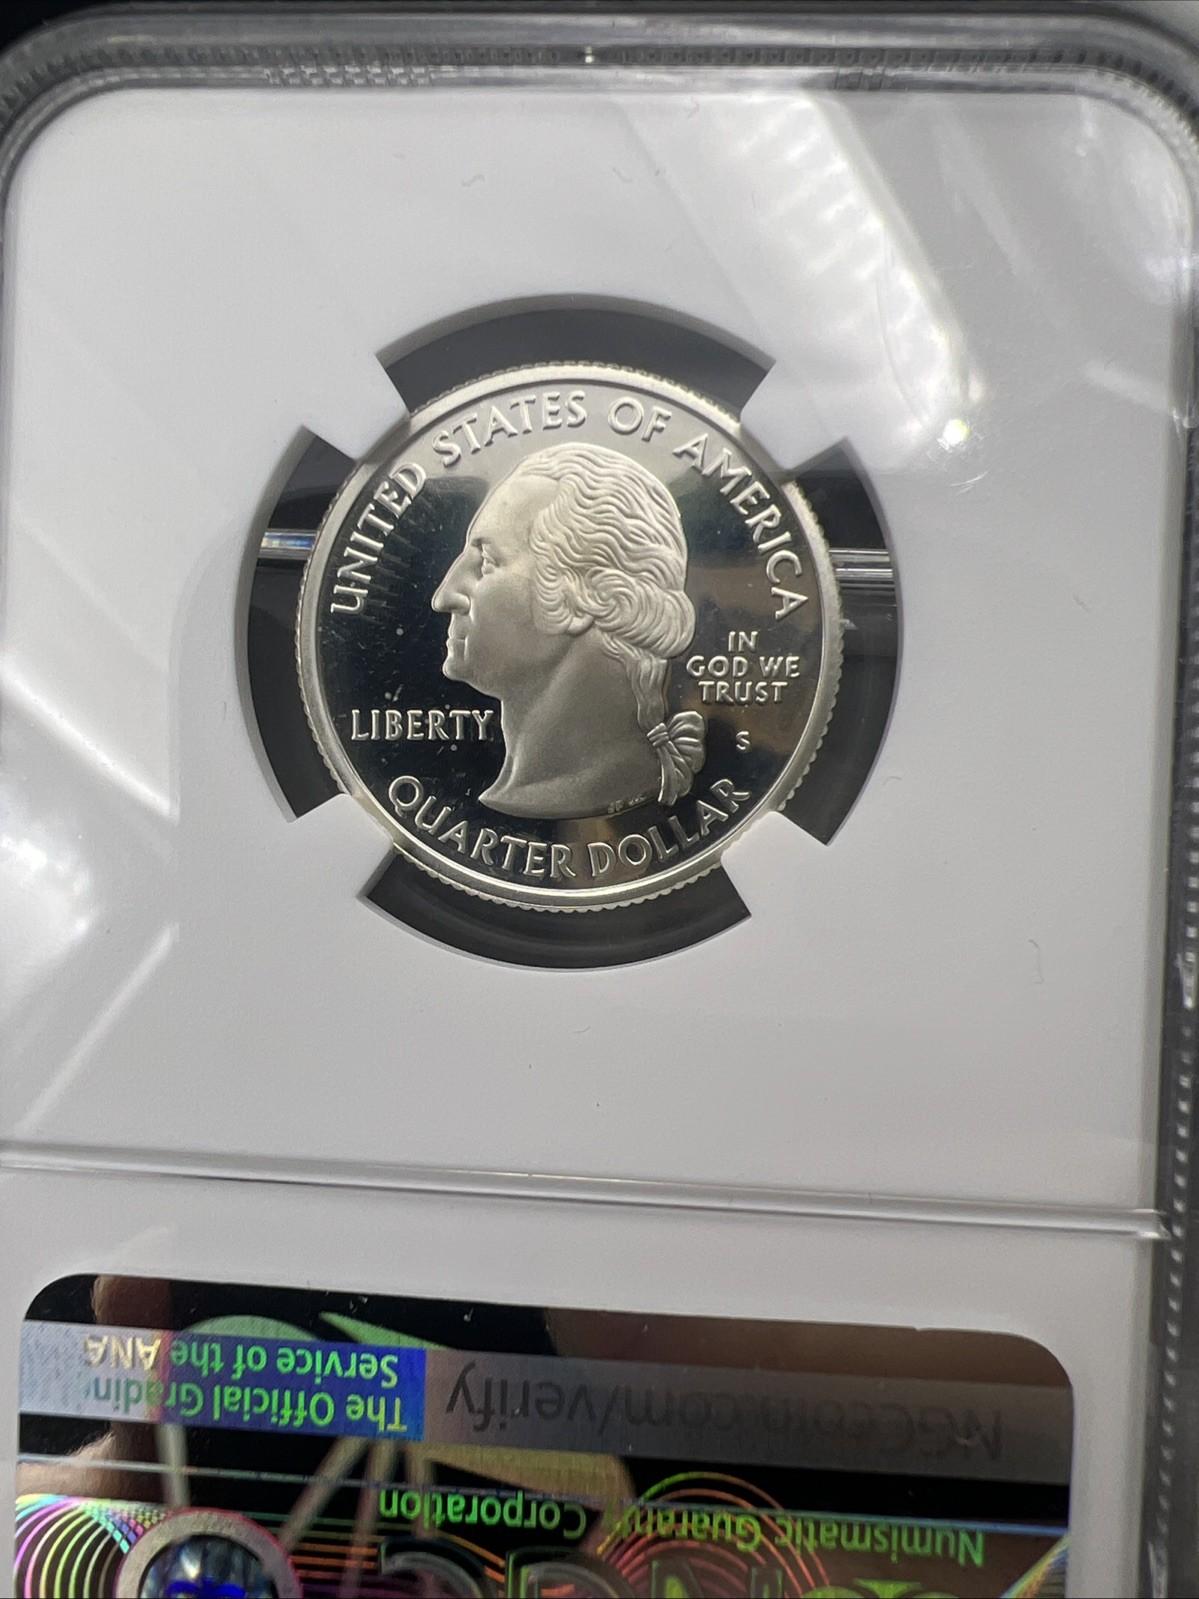 UNITED STATES OF AMERICA
LIBERTY
IN
GOD WE
TRUST
S
QUARTER DOLLAR
Numismatic Guaranty Corporation
NGCcoin.com/verify
The Official Grading
Service of the ANA